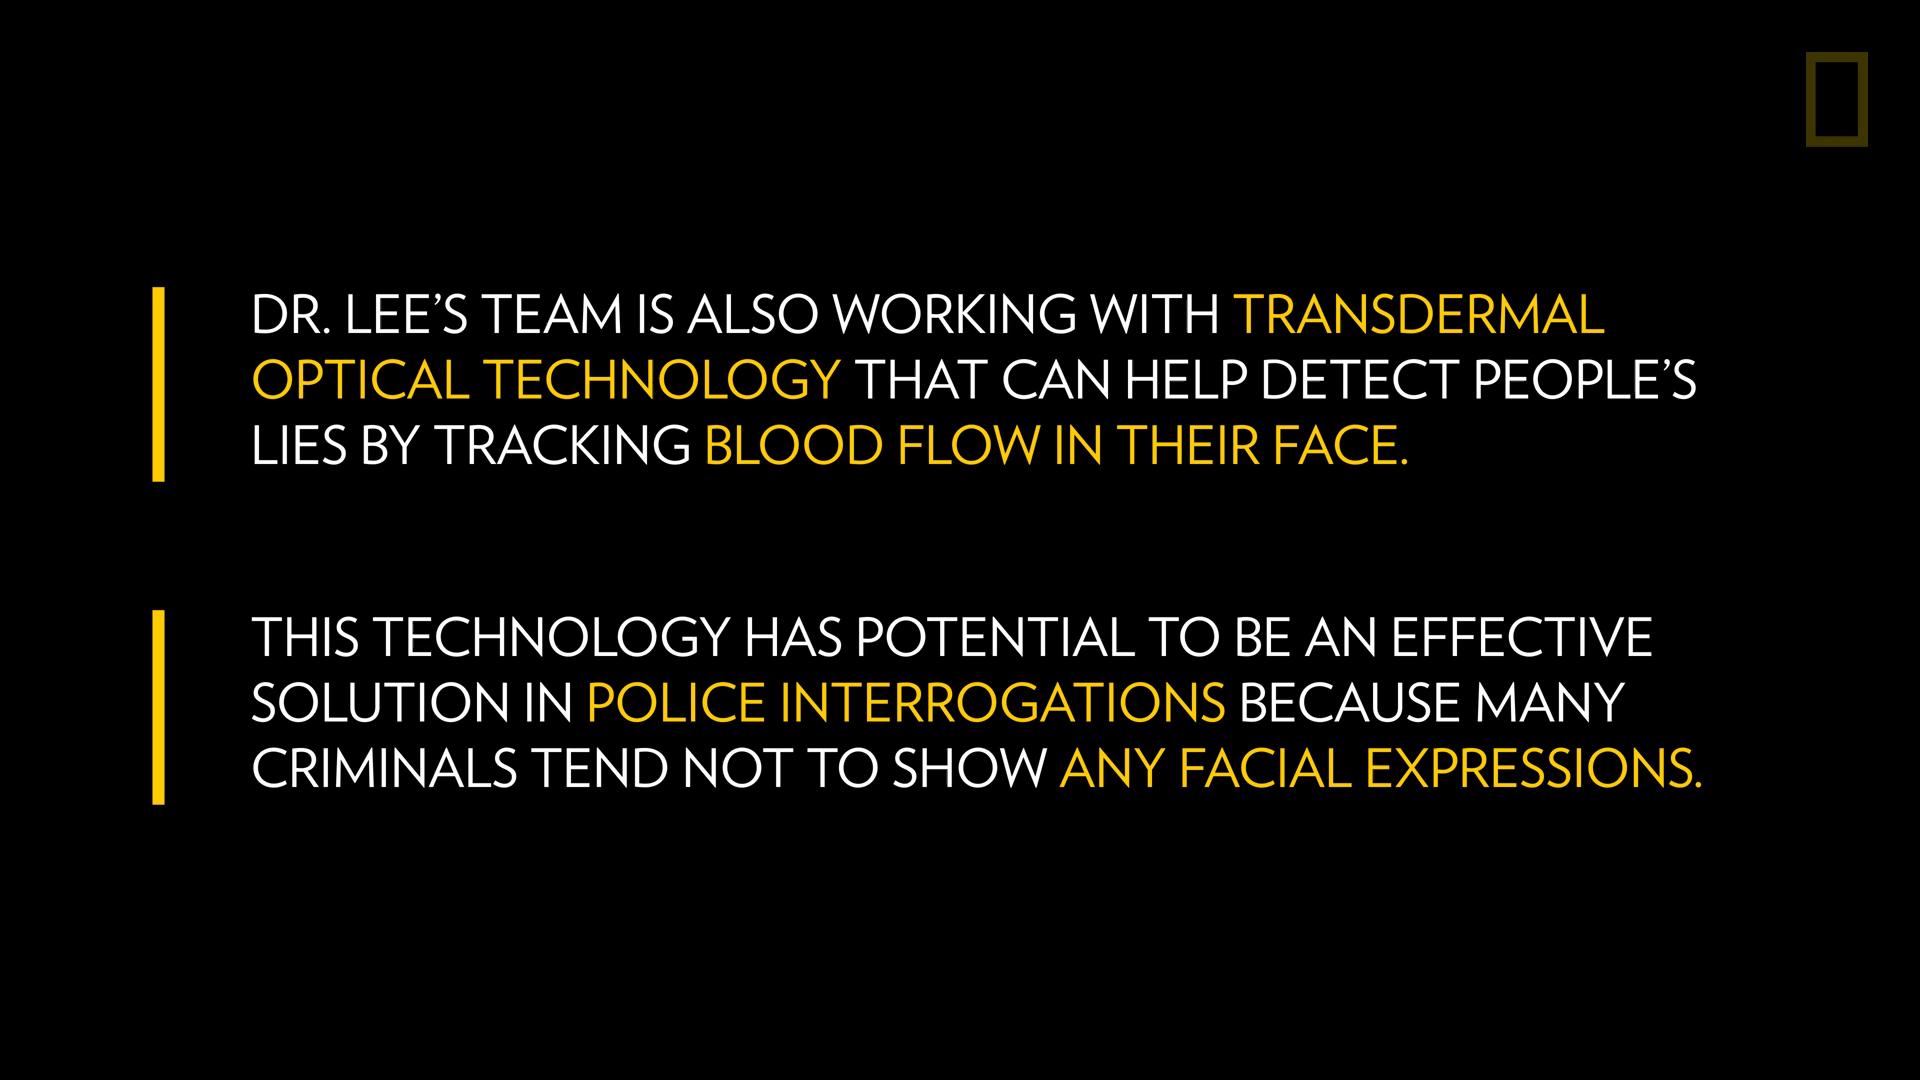 DR. LEE’S TEAM IS ALSO WORKING WITH TRANSDERMAL
OPTICAL TECHNOLOGY THAT CAN HELP DETECT PEOPLE’S
LIES BY TRACKING BLOOD FLOW IN THEIR FACE.
THIS TECHNOLOGY HAS POTENTIAL TO BE AN EFFECTIVE
SOLUTION IN POLICE INTERROGATIONS BECAUSE MANY
CRIMINALS TEND NOT TO SHOW ANY FACIAL EXPRESSIONS.